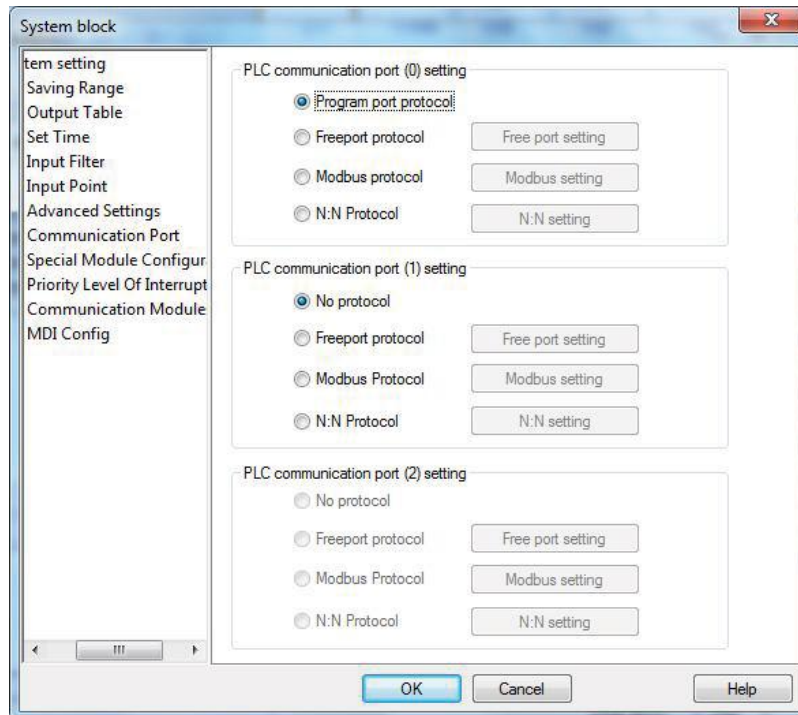 System block
tem setting
Saving Range
Output Table
Set Time
Input Filter
Input Point
Advanced Settings
Communication Port
Special Module Configur
Priority Level Of Interrupt
Communication Module
MDI Config
PLC communication port (0) setting
Program port protocol
Freeport protocol Free port setting
Modbus protocol Modbus setting
N:N Protocol N:N setting
PLC communication port (1) setting
No protocol
Freeport protocol Free port setting
Modbus Protocol Modbus setting
N:N Protocol N:N setting
PLC communication port (2) setting
No protocol
Freeport protocol Free port setting
Modbus Protocol Modbus setting
N:N Protocol N:N setting
OK Cancel Help